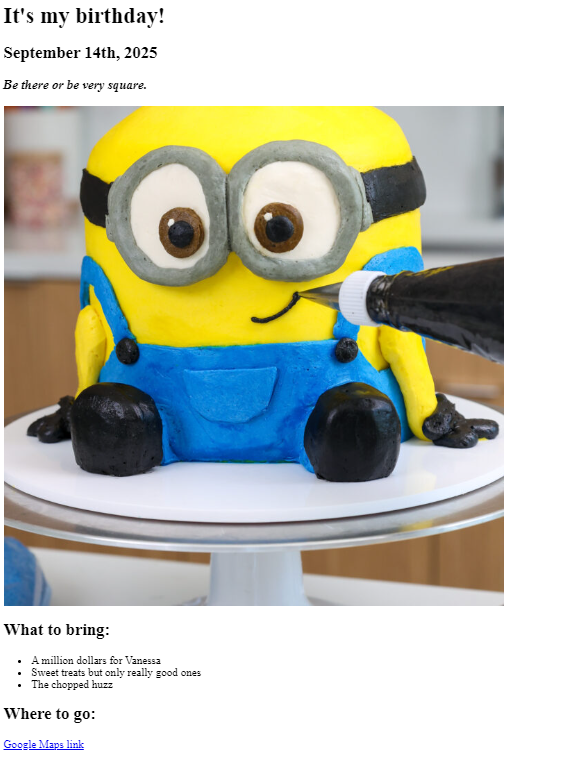 It's my birthday!
September 14th, 2025
Be there or be very square.
What to bring:
A million dollars for Vanessa
Sweet treats but only really good ones
The chopped huzz
Where to go:
Google Maps link